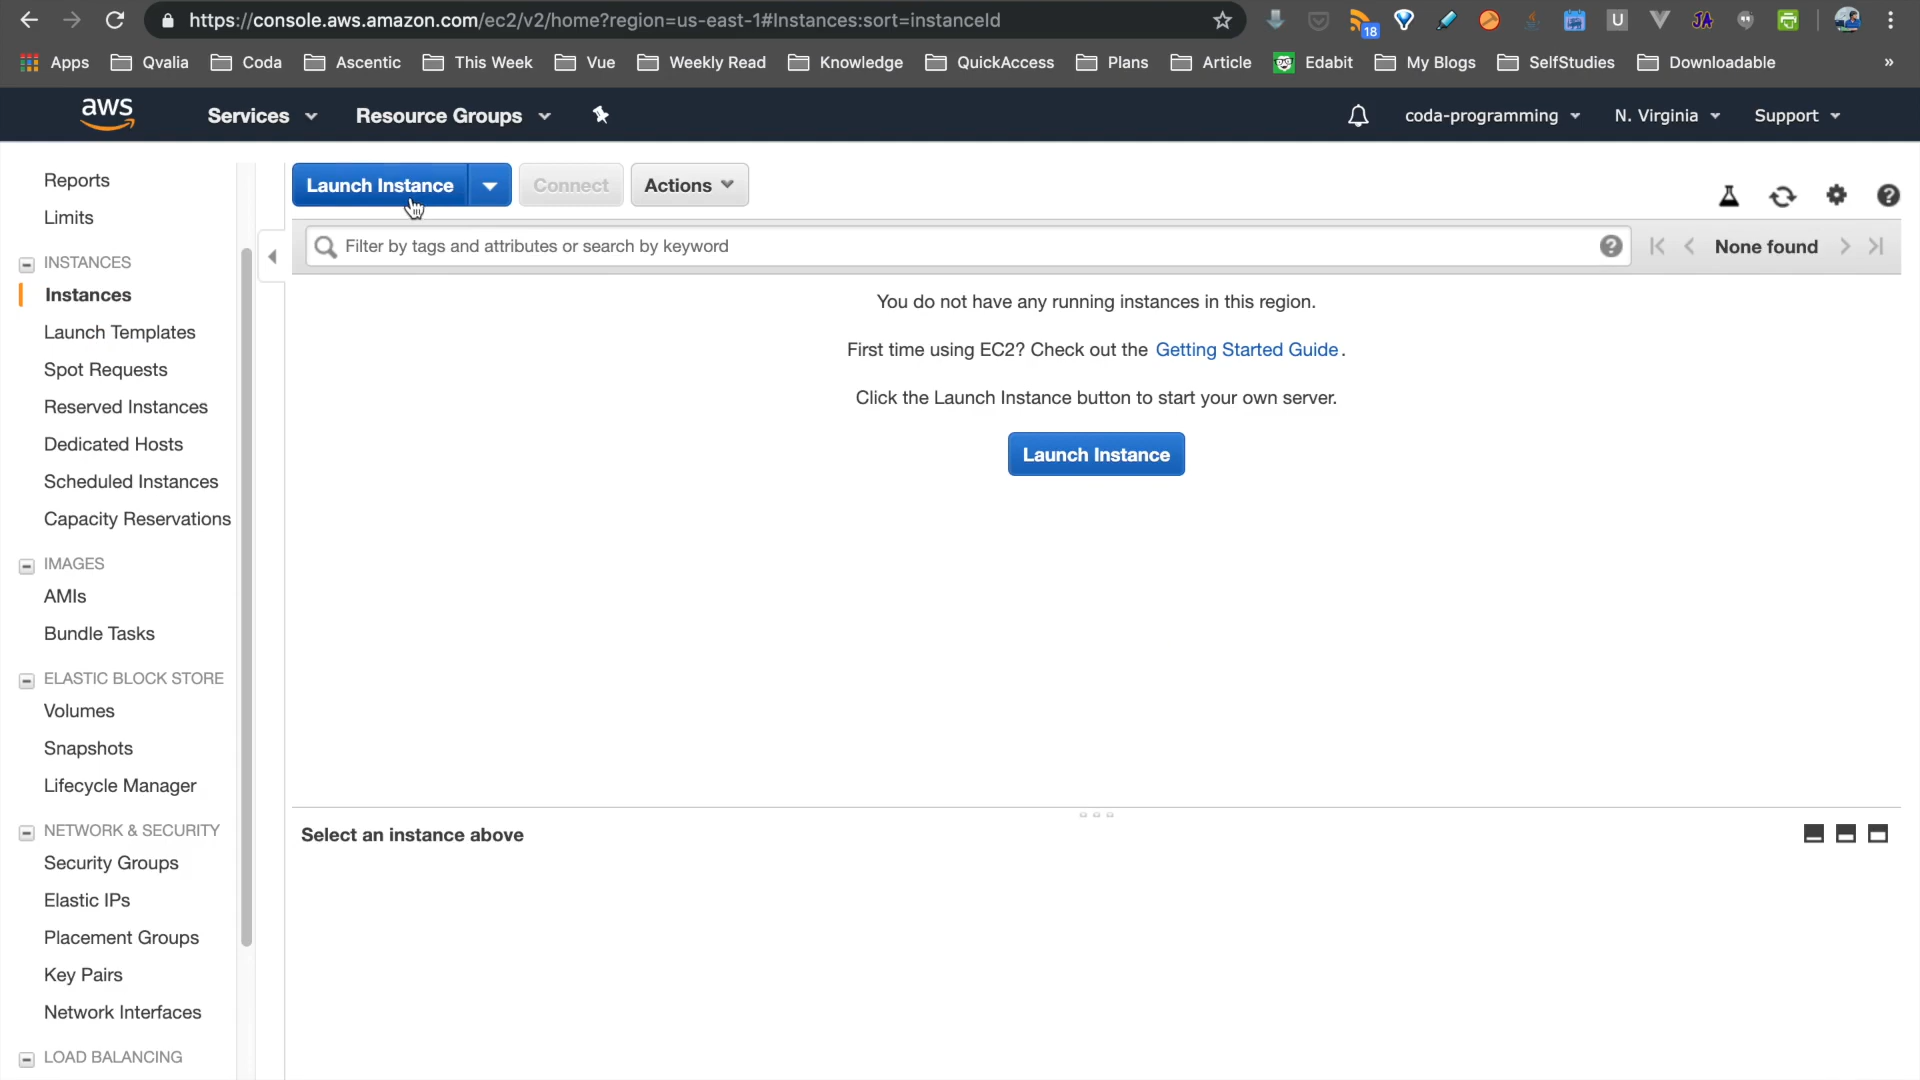 https://console.aws.amazon.com/ec2/v2/home?region=us-east-1#Instances:sort=instanceId
18
U
JA
Apps Qvalia Coda Ascentic This Week Vue Weekly Read Knowledge QuickAccess Plans Article Edabit My Blogs SelfStudies Downloadable »
aws Services Resource Groups coda-programming N. Virginia Support
Reports
Limits
INSTANCES
Instances
Launch Templates
Spot Requests
Reserved Instances
Dedicated Hosts
Scheduled Instances
Capacity Reservations
IMAGES
AMIs
Bundle Tasks
ELASTIC BLOCK STORE
Volumes
Snapshots
Lifecycle Manager
NETWORK & SECURITY
Security Groups
Elastic IPs
Placement Groups
Key Pairs
Network Interfaces
LOAD BALANCING
Launch Instance Connect Actions
Filter by tags and attributes or search by keyword
None found
You do not have any running instances in this region.
First time using EC2? Check out the Getting Started Guide.
Click the Launch Instance button to start your own server.
Launch Instance
Select an instance above